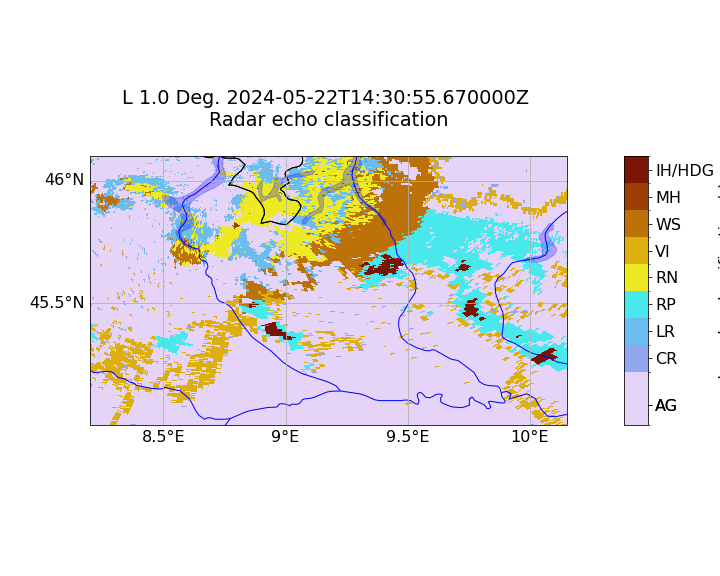 L 1.0 Deg. 2024-05-22T14:30:55.670000Z
Radar echo classification
46°N
45.5°N
8.5°E
9°E
9.5°E
10°E
IH/HDG
MH
WS
VI
RN
RP
LR
CR
AG